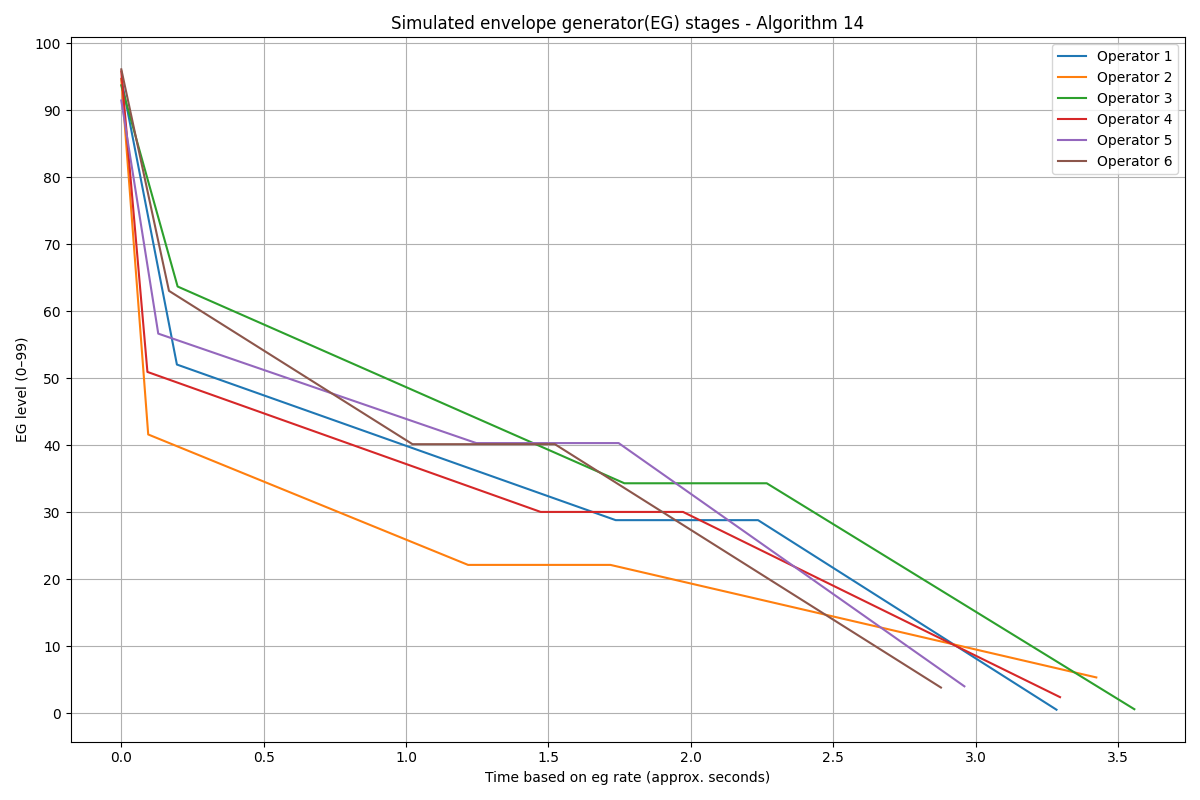 Simulated envelope generator(EG) stages - Algorithm 14
100
90
80
70
60
50
40
30
20
10
0
EG level (0–99)
Operator 1
Operator 2
Operator 3
Operator 4
Operator 5
Operator 6
0.0 0.5 1.0 1.5 2.0 2.5 3.0 3.5
Time based on eg rate (approx. seconds)